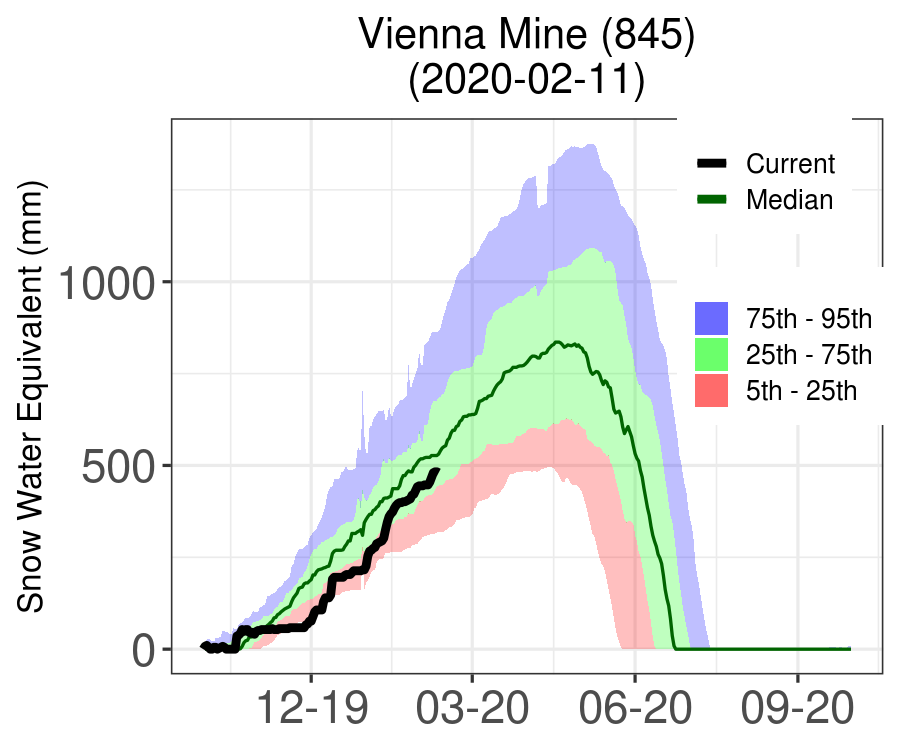 Vienna Mine (845)
(2020-02-11)
Snow Water Equivalent (mm)
1000
500
0
12-19
03-20
06-20
09-20
Current
Median
75th - 95th
25th - 75th
5th - 25th